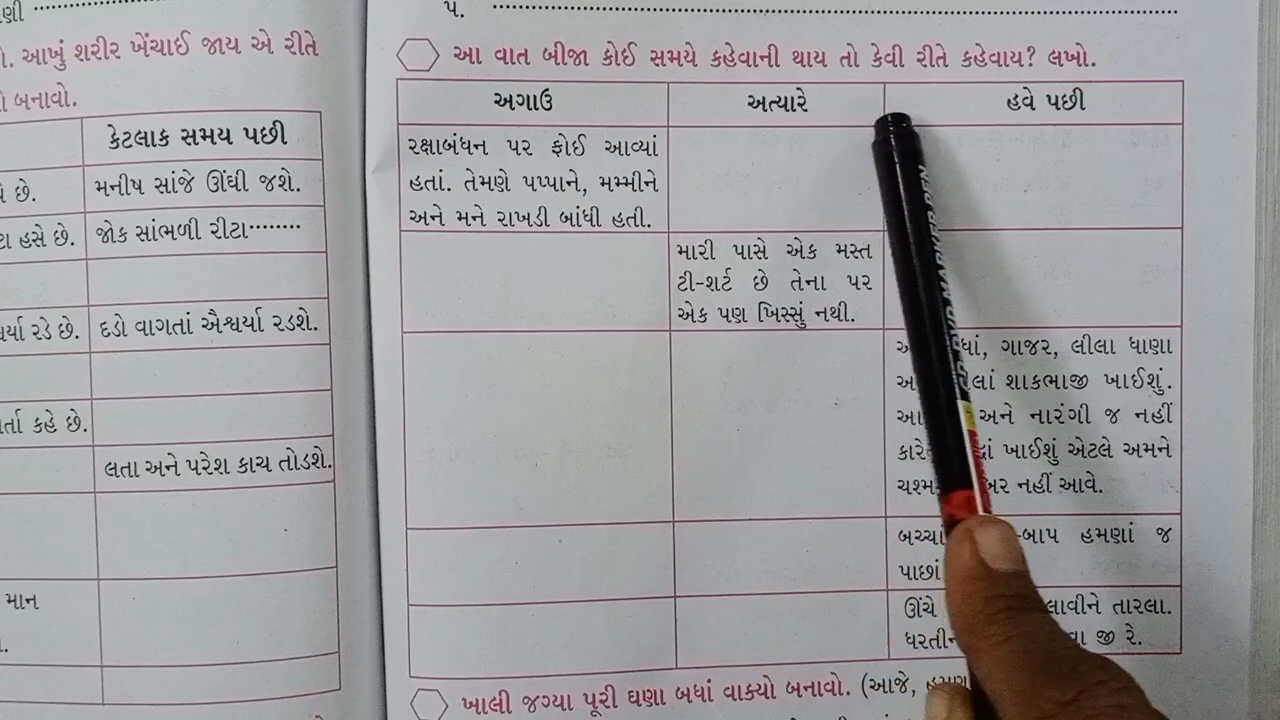 ણી
ો. આખું શરીર ખેંચાઈ જાય એ રીતે
ો બનાવો.
કેટલાક સમય પછી
છે. મનીષ સાંજે ઊંઘી જશે.
હસે છે. જોક સાંભળી રીટા........
રડે છે. દડો વાગતાં ઐશ્વર્યા રડશે.
કહે છે.
લતા અને પરેશ કાચ તોડશે.
માન
૫.
આ વાત બીજા કોઈ સમયે કહેવાની થાય તો કેવી રીતે કહેવાય? લખો.
અગાઉ અત્યારે હવે પછી
રક્ષાબંધન પર ફોઈ આવ્યાં
હતાં. તેમણે પપ્પાને, મમ્મીને
અને મને રાખડી બાંધી હતી.
મારી પાસે એક મસ્ત
ટી-શર્ટ છે તેના પર
એક પણ ખિસ્સું નથી.
ગાજર, લીલા ધાણા
શાકભાજી ખાઈશું.
અને નારંગી જ નહીં
ખાઈશું એટલે અમને
નહીં આવે.
બાપ હમણાં જ
પાછાં
ઊંચે તારલા.
જી રે.
ખાલી જગ્યા પૂરી ઘણા બધાં વાક્યો બનાવો. (આજે,